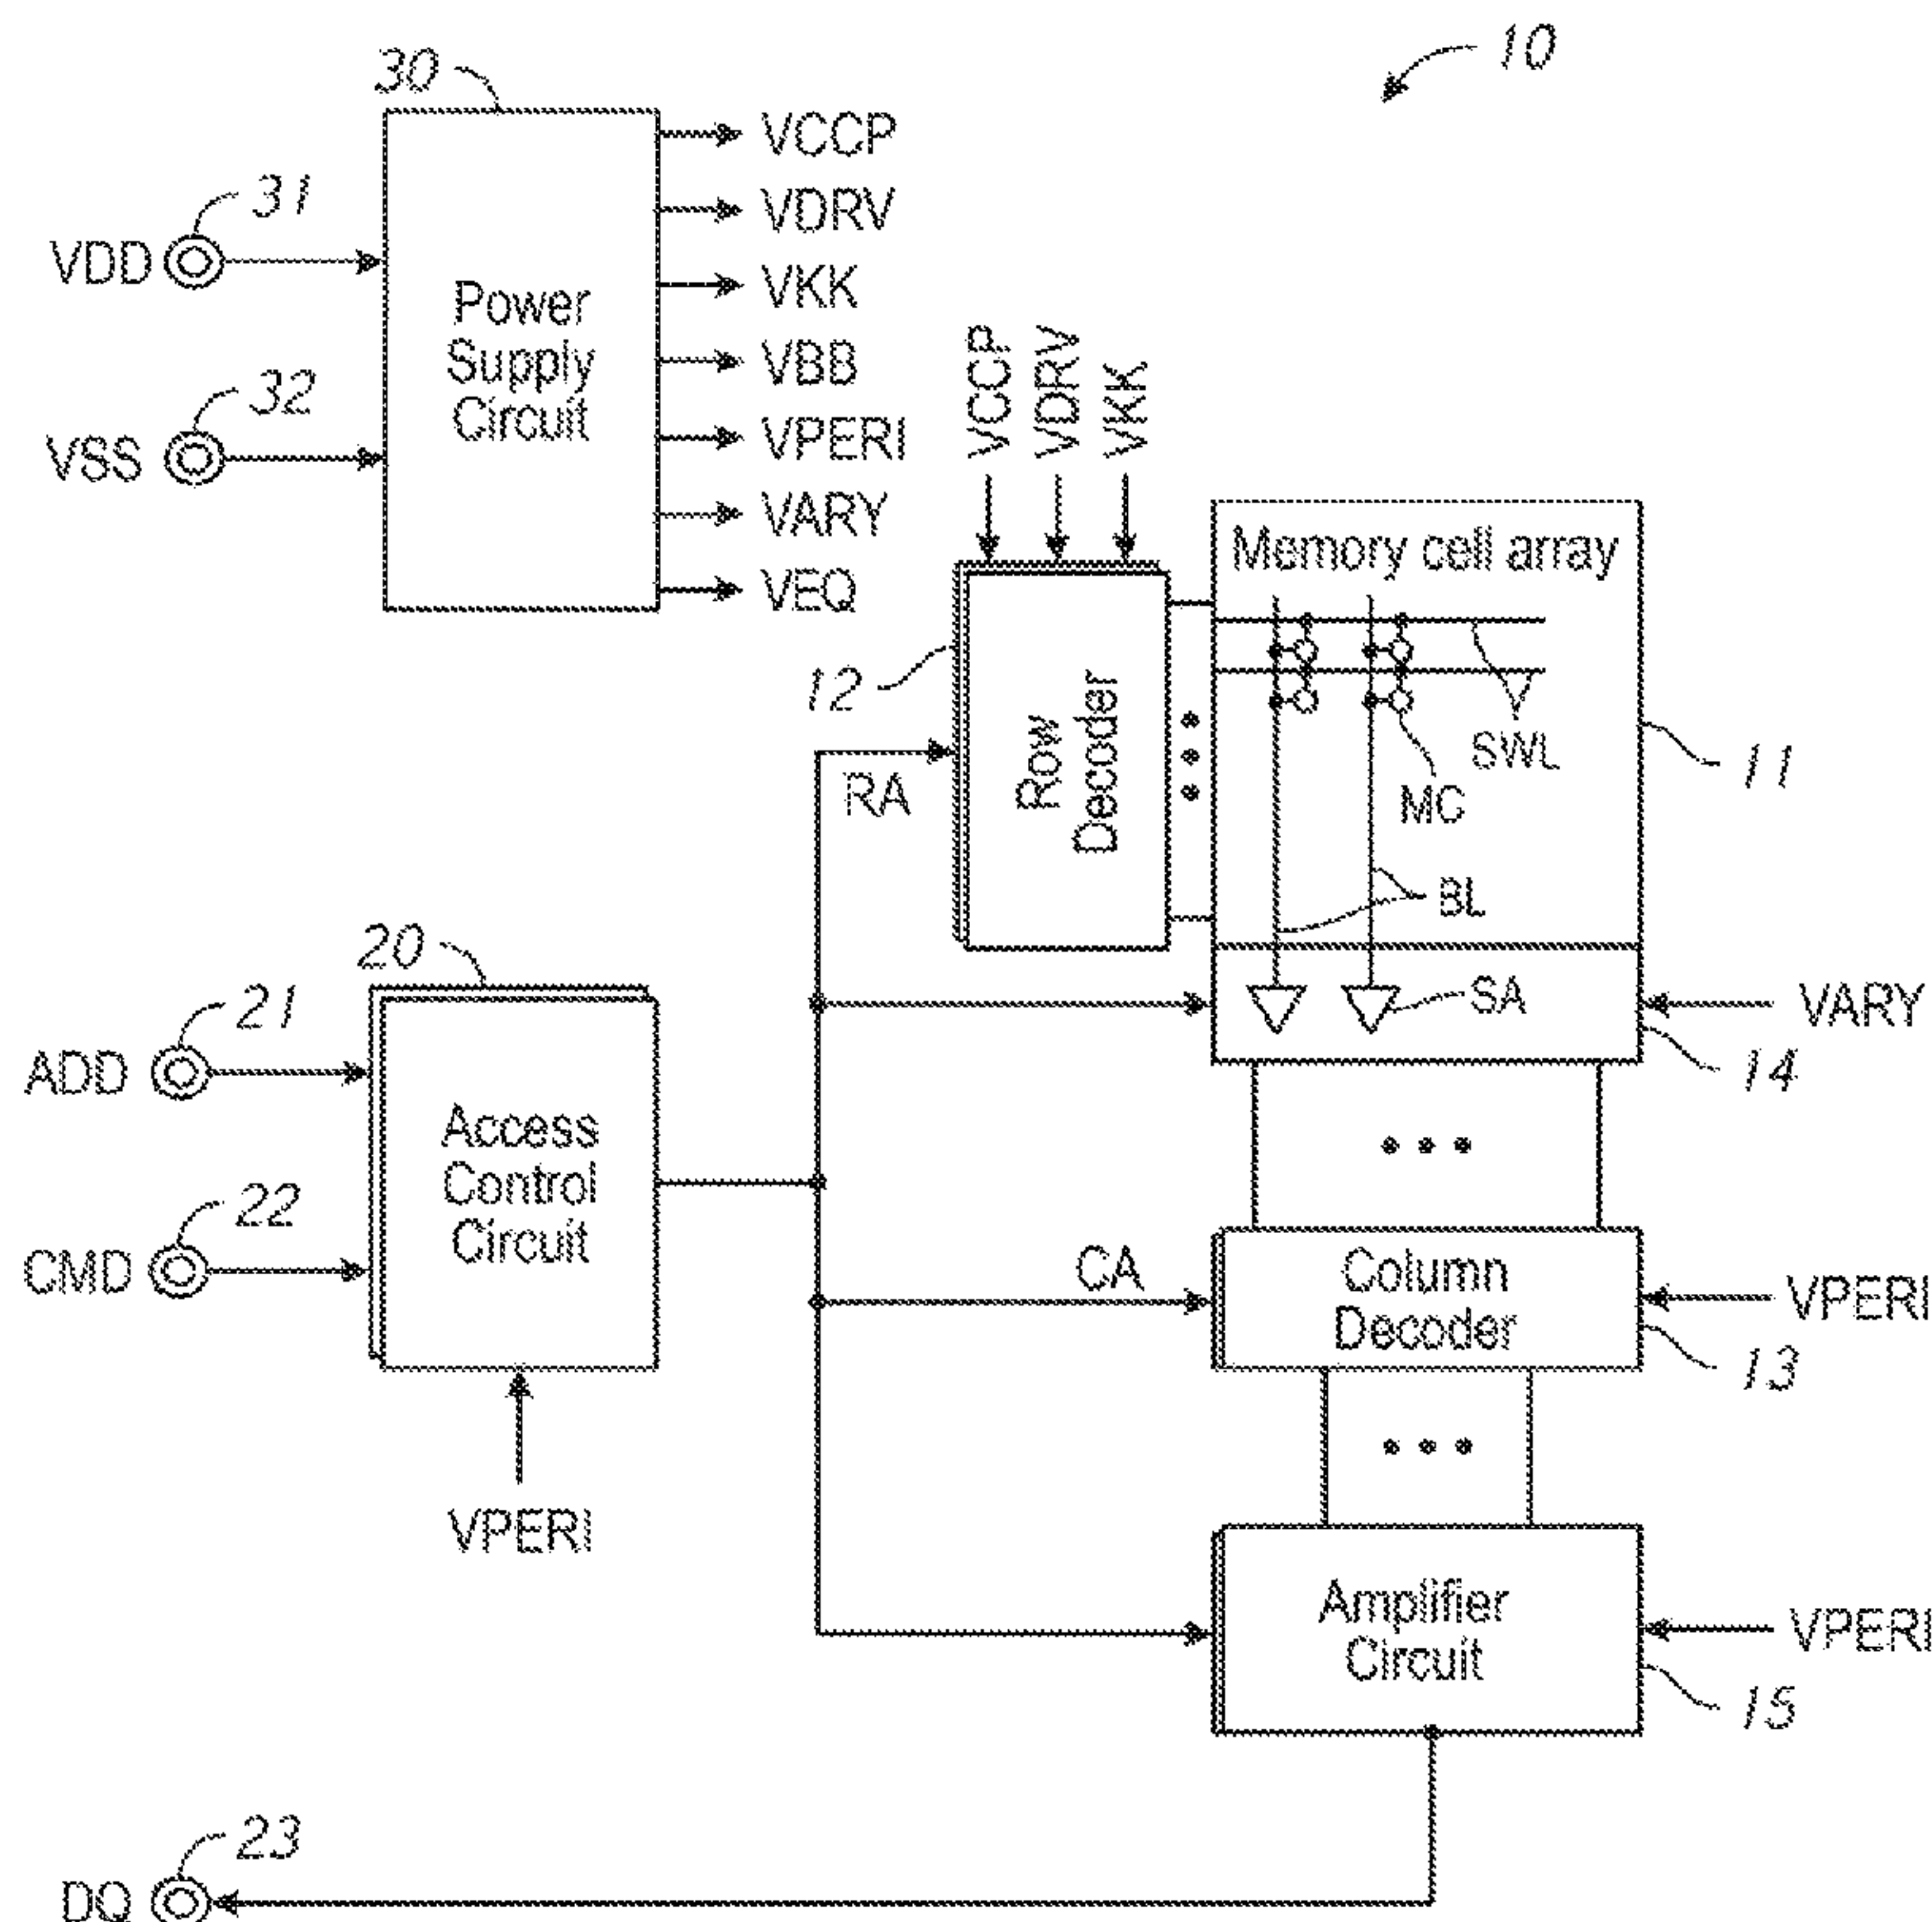 10
30
VCCP
VDRV
VKK
VBB
VPERI
VARY
VEQ
31
VDD
Power
Supply
Circuit
32
VSS
VCCP
VDRV
VKK
Memory cell array
12
Row
Decoder
RA
SWL
MC
11
BL
SA
VARY
14
20
21
ADD
Access
Control
Circuit
22
CMD
VPERI
CA
Column
Decoder
VPERI
13
Amplifier
Circuit
VPERI
15
23
DQ